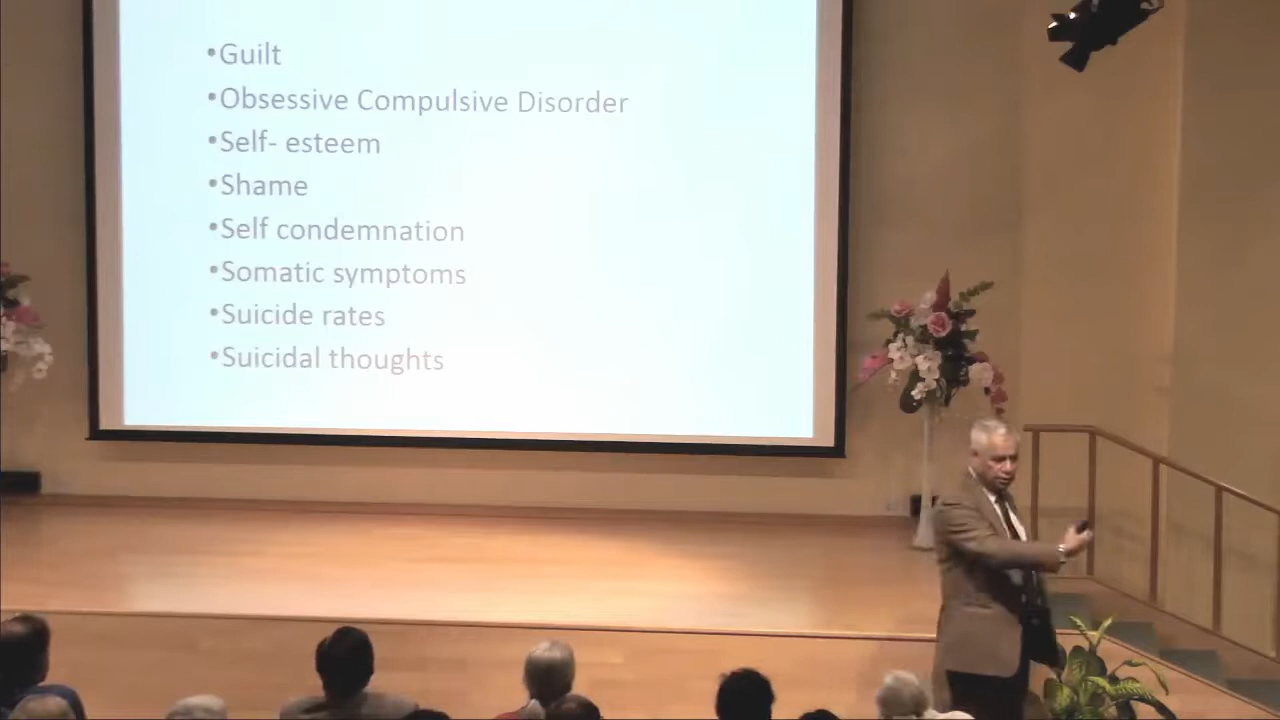 •Guilt
•Obsessive Compulsive Disorder
•Self- esteem
•Shame
•Self condemnation
•Somatic symptoms
•Suicide rates
•Suicidal thoughts